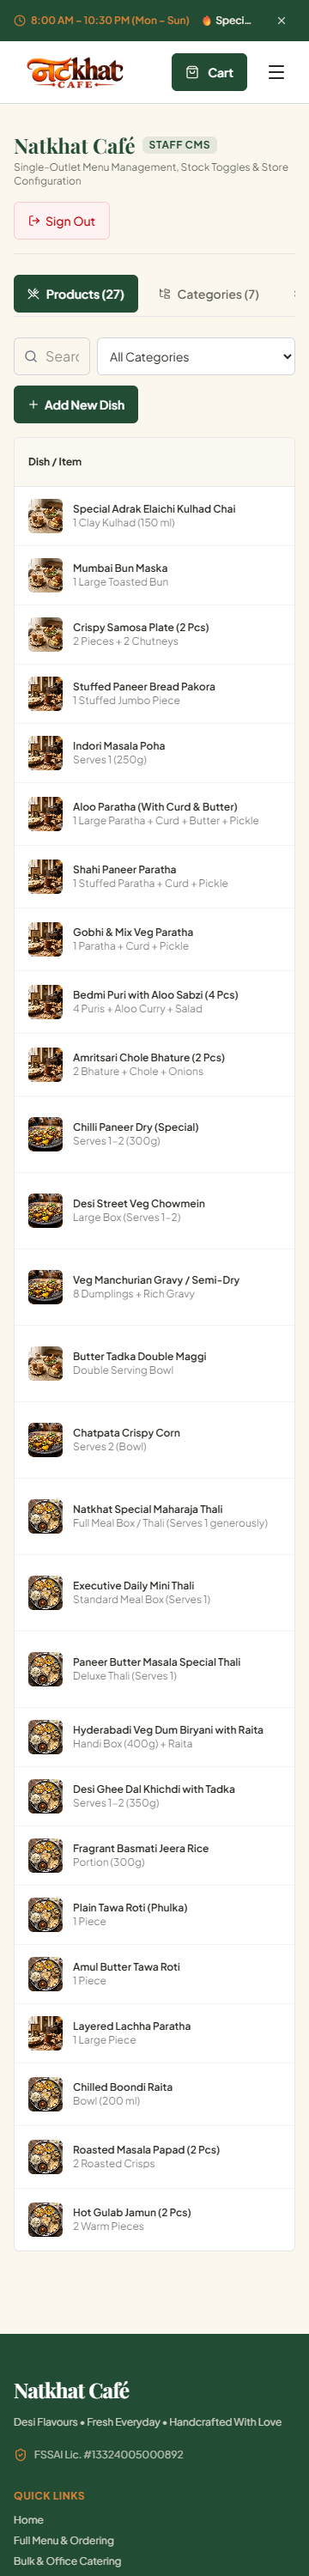 8:00 AM – 10:30 PM (Mon – Sun) 🔥 Speci...
नटkhat
CAFE
Cart
Natkhat Café STAFF CMS
Single-Outlet Menu Management, Stock Toggles & Store
Configuration
Sign Out
Products (27) Categories (7)
Searc All Categories
+ Add New Dish
Dish / Item
Special Adrak Elaichi Kulhad Chai
1 Clay Kulhad (150 ml)
Mumbai Bun Maska
1 Large Toasted Bun
Crispy Samosa Plate (2 Pcs)
2 Pieces + 2 Chutneys
Stuffed Paneer Bread Pakora
1 Stuffed Jumbo Piece
Indori Masala Poha
Serves 1 (250g)
Aloo Paratha (With Curd & Butter)
1 Large Paratha + Curd + Butter + Pickle
Shahi Paneer Paratha
1 Stuffed Paratha + Curd + Pickle
Gobhi & Mix Veg Paratha
1 Paratha + Curd + Pickle
Bedmi Puri with Aloo Sabzi (4 Pcs)
4 Puris + Aloo Curry + Salad
Amritsari Chole Bhature (2 Pcs)
2 Bhature + Chole + Onions
Chilli Paneer Dry (Special)
Serves 1-2 (300g)
Desi Street Veg Chowmein
Large Box (Serves 1-2)
Veg Manchurian Gravy / Semi-Dry
8 Dumplings + Rich Gravy
Butter Tadka Double Maggi
Double Serving Bowl
Chatpata Crispy Corn
Serves 2 (Bowl)
Natkhat Special Maharaja Thali
Full Meal Box / Thali (Serves 1 generously)
Executive Daily Mini Thali
Standard Meal Box (Serves 1)
Paneer Butter Masala Special Thali
Deluxe Thali (Serves 1)
Hyderabadi Veg Dum Biryani with Raita
Handi Box (400g) + Raita
Desi Ghee Dal Khichdi with Tadka
Serves 1-2 (350g)
Fragrant Basmati Jeera Rice
Portion (300g)
Plain Tawa Roti (Phulka)
1 Piece
Amul Butter Tawa Roti
1 Piece
Layered Lachha Paratha
1 Large Piece
Chilled Boondi Raita
Bowl (200 ml)
Roasted Masala Papad (2 Pcs)
2 Roasted Crisps
Hot Gulab Jamun (2 Pcs)
2 Warm Pieces
Natkhat Café
Desi Flavours • Fresh Everyday • Handcrafted With Love
FSSAI Lic. #13324005000892
QUICK LINKS
Home
Full Menu & Ordering
Bulk & Office Catering